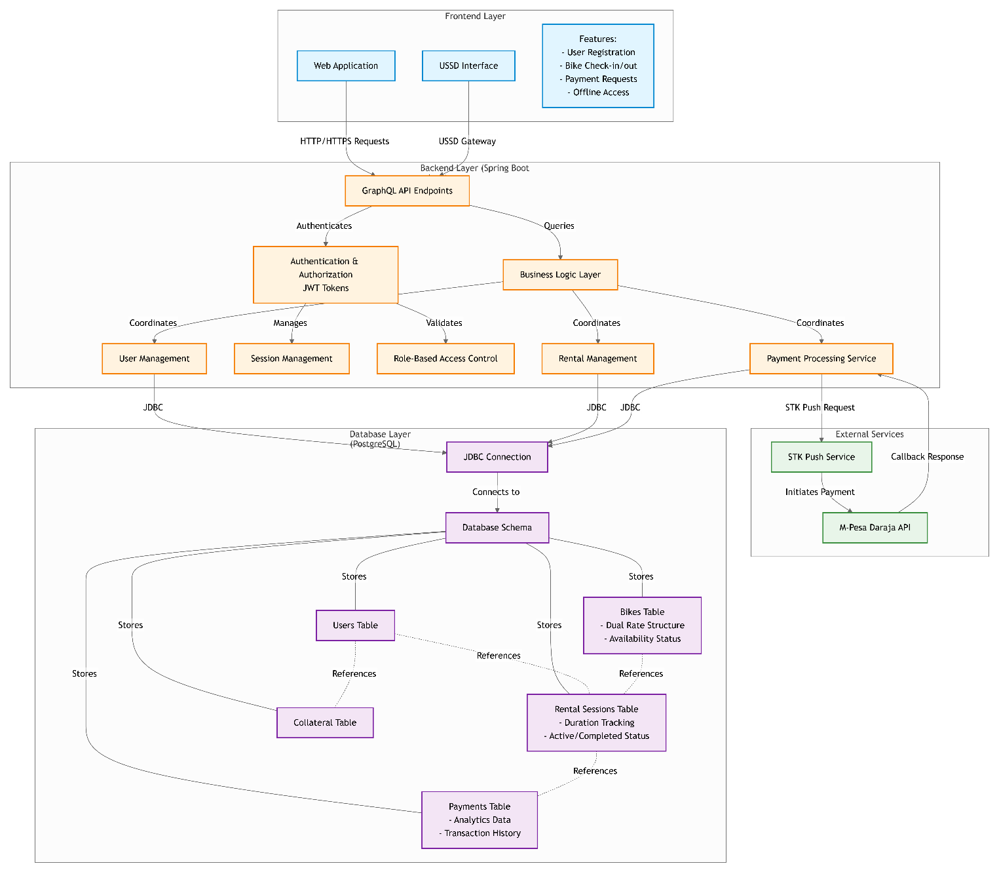 Frontend Layer
Web Application
USSD Interface
Features:
- User Registration
- Bike Check-in/out
- Payment Requests
- Offline Access
HTTP/HTTPS Requests
USSD Gateway
Backend Layer (Spring Boot
GraphQL API Endpoints
Authenticates
Queries
Authentication &
Authorization
JWT Tokens
Business Logic Layer
Coordinates
Manages
Validates
Coordinates
Coordinates
User Management
Session Management
Role-Based Access Control
Rental Management
Payment Processing Service
JDBC
JDBC
JDBC
STK Push Request
Database Layer
(PostgreSQL)
External Services
JDBC Connection
STK Push Service
Callback Response
Connects to
Initiates Payment
Database Schema
M-Pesa Daraja API
Stores
Stores
Stores
Stores
Stores
Users Table
Bikes Table
- Dual Rate Structure
- Availability Status
References
References
References
Collateral Table
Rental Sessions Table
- Duration Tracking
- Active/Completed Status
References
Payments Table
- Analytics Data
- Transaction History